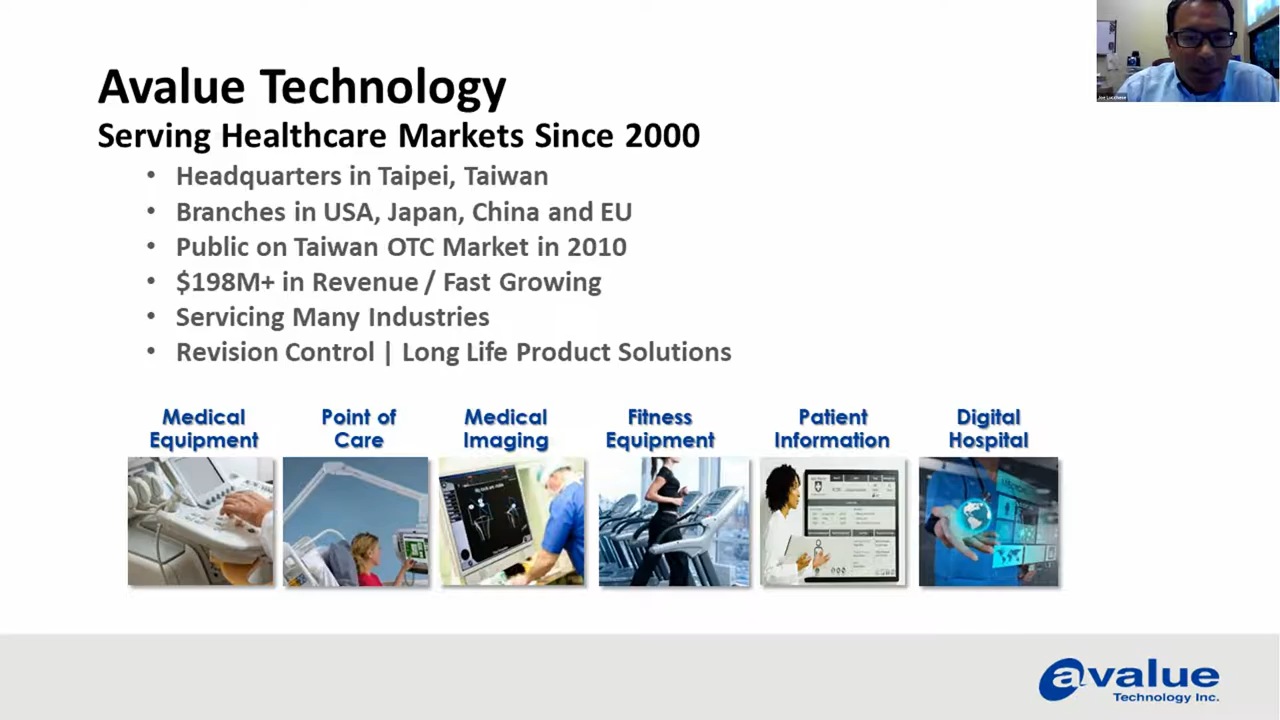 Avalue Technology
Serving Healthcare Markets Since 2000
• Headquarters in Taipei, Taiwan
• Branches in USA, Japan, China and EU
• Public on Taiwan OTC Market in 2010
• $198M+ in Revenue / Fast Growing
• Servicing Many Industries
• Revision Control | Long Life Product Solutions
Medical Equipment
Point of Care
Medical Imaging
Fitness Equipment
Patient Information
Digital Hospital
avalue
Technology Inc.